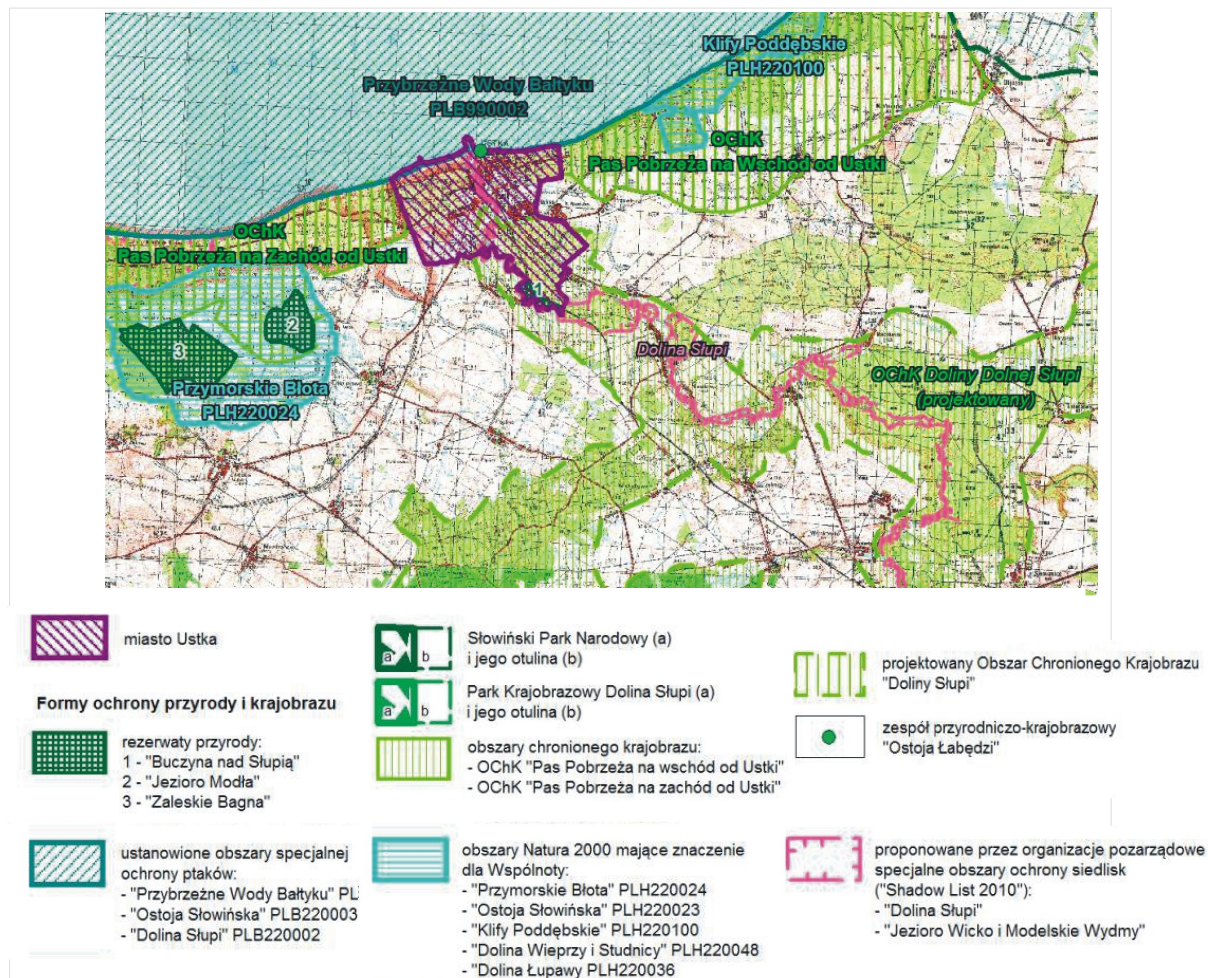 Klify Poddębskie
PLH220100
Przybrzeżne Wody Bałtyku
PLB990002
OChK
Pas Pobrzeża na Wschód od Ustki
OChK
Pas Pobrzeża na Zachód od Ustki
1
2
3
Dolina Słupi
Przymorskie Błota
PLH220024
OChK Doliny Dolnej Słupi
(projektowany)
miasto Ustka
Formy ochrony przyrody i krajobrazu
rezerwaty przyrody:
1 - "Buczyna nad Słupią"
2 - "Jezioro Modła"
3 - "Zaleskie Bagna"
ustanowione obszary specjalnej
ochrony ptaków:
- "Przybrzeżne Wody Bałtyku" PL
- "Ostoja Słowińska" PLB220003
- "Dolina Słupi" PLB220002
a b
Słowiński Park Narodowy (a)
i jego otulina (b)
a b
Park Krajobrazowy Dolina Słupi (a)
i jego otulina (b)
obszary chronionego krajobrazu:
- OChK "Pas Pobrzeża na wschód od Ustki"
- OChK "Pas Pobrzeża na zachód od Ustki"
obszary Natura 2000 mające znaczenie
dla Wspólnoty:
- "Przymorskie Błota" PLH220024
- "Ostoja Słowińska" PLH220023
- "Klify Poddębskie" PLH220100
- "Dolina Wieprzy i Studnicy" PLH220048
- "Dolina Łupawy PLH220036
projektowany Obszar Chronionego Krajobrazu
"Doliny Słupi"
zespół przyrodniczo-krajobrazowy
"Ostoja Łabędzi"
proponowane przez organizacje pozarządowe
specjalne obszary ochrony siedlisk
("Shadow List 2010"):
- "Dolina Słupi"
- "Jezioro Wicko i Modelskie Wydmy"